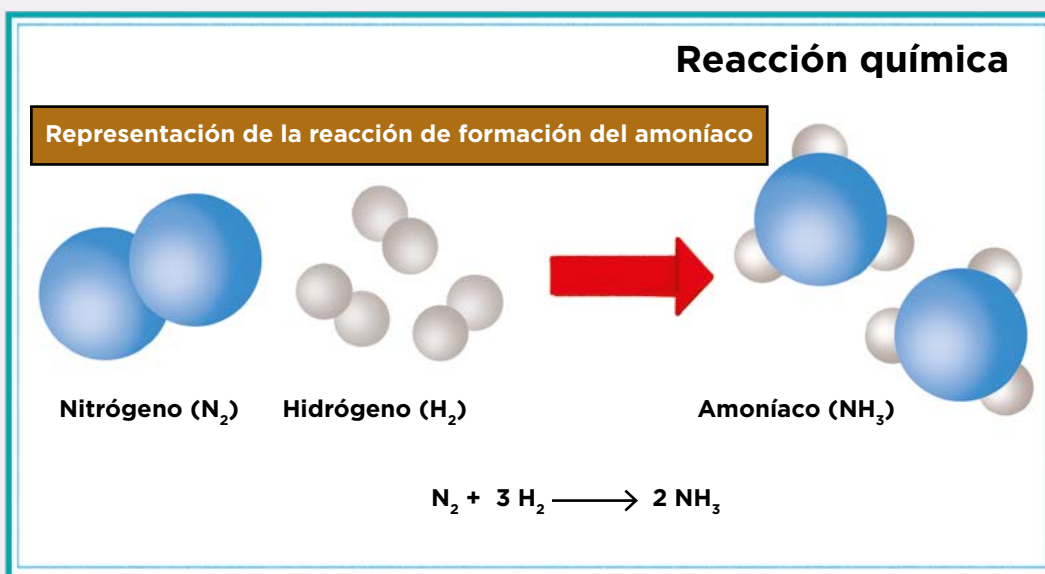 Reacción química
Representación de la reacción de formación del amoníaco
Nitrógeno (N₂) Hidrógeno (H₂) Amoníaco (NH₃)
N₂ + 3 H₂ ⟶ 2 NH₃